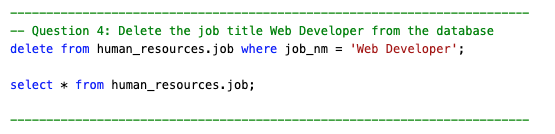 ------------------------------------------------------------------------
-- Question 4: Delete the job title Web Developer from the database
delete from human_resources.job where job_nm = 'Web Developer';
select * from human_resources.job;
------------------------------------------------------------------------